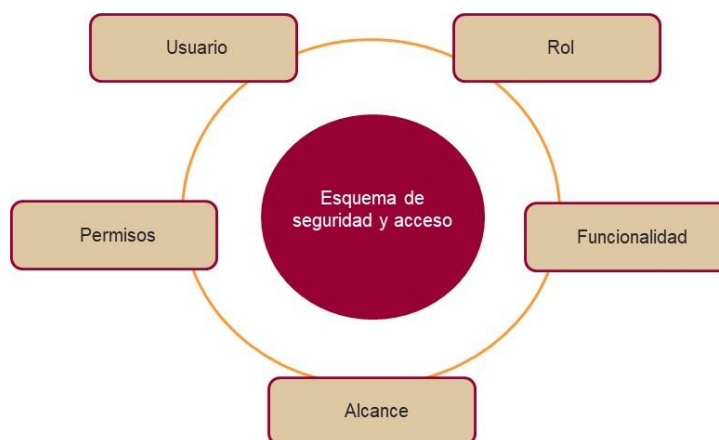 Usuario
Rol
Esquema de
seguridad y acceso
Permisos
Funcionalidad
Alcance